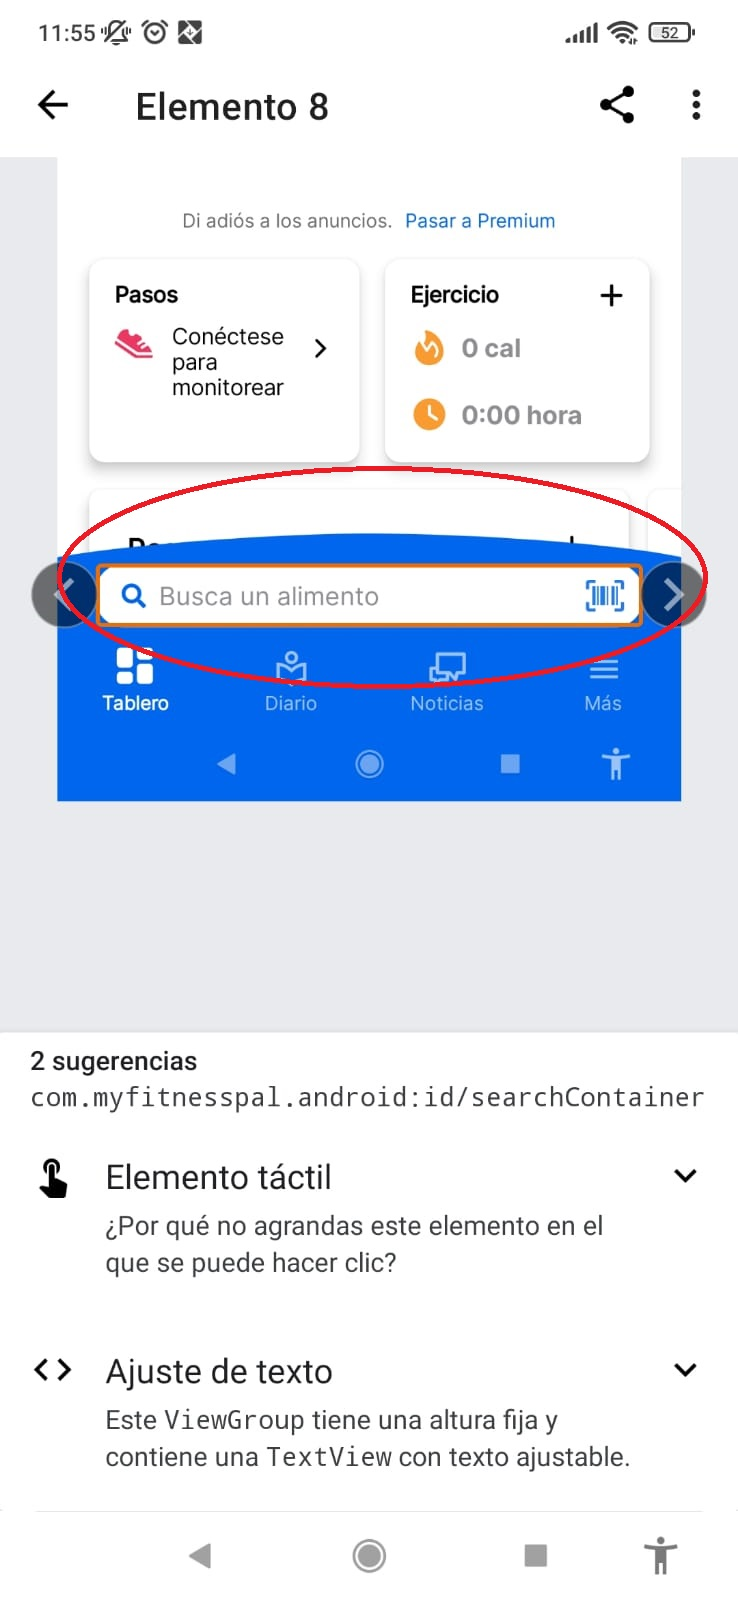 11:55 52
Elemento 8
Di adiós a los anuncios. Pasar a Premium
Pasos
Conéctese
para
monitorear
Ejercicio
0 cal
0:00 hora
Busca un alimento
Tablero Diario Noticias Más
2 sugerencias
com.myfitnesspal.android:id/searchContainer
Elemento táctil
¿Por qué no agrandas este elemento en el
que se puede hacer clic?
Ajuste de texto
Este ViewGroup tiene una altura fija y
contiene una TextView con texto ajustable.